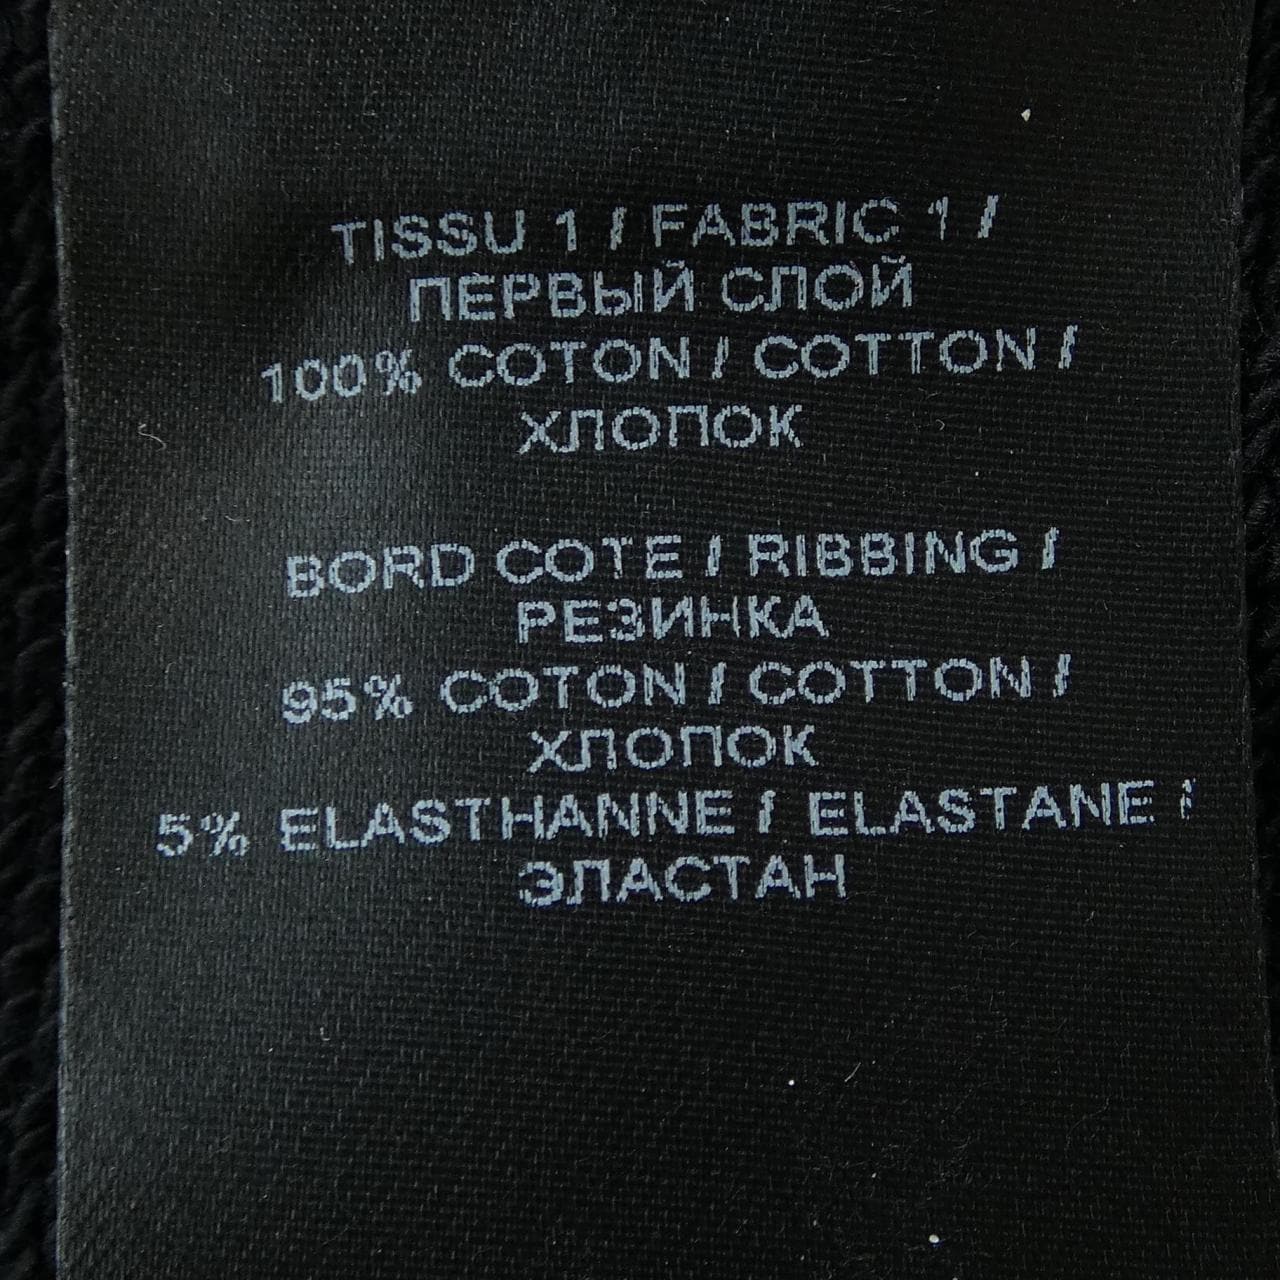 TISSU 1 / FABRIC 1 /
ПЕРВЫЙ СЛОЙ
100% COTON / COTTON /
ХЛОПОК
BORD COTE / RIBBING /
РЕЗИНКА
95% COTON / COTTON /
ХЛОПОК
5% ELASTHANNE / ELASTANE /
ЭЛАСТАН